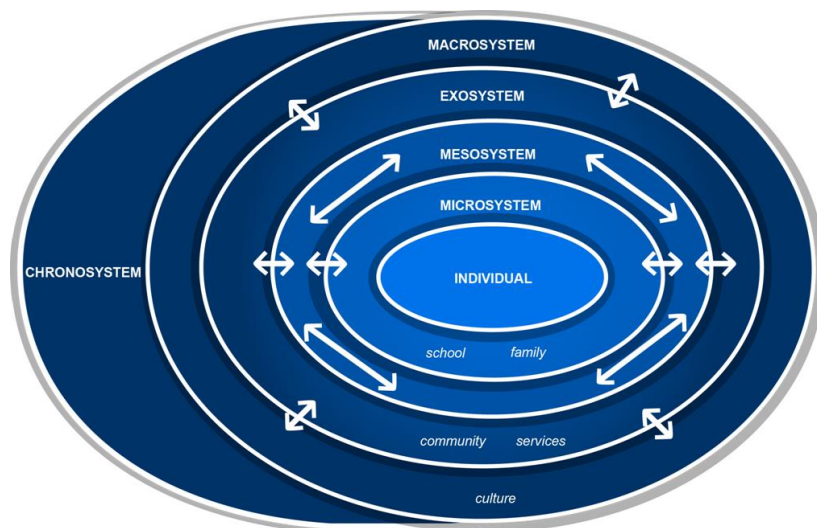 MACROSYSTEM
EXOSYSTEM
MESOSYSTEM
MICROSYSTEM
CHRONOSYSTEM
INDIVIDUAL
school family
community services
culture